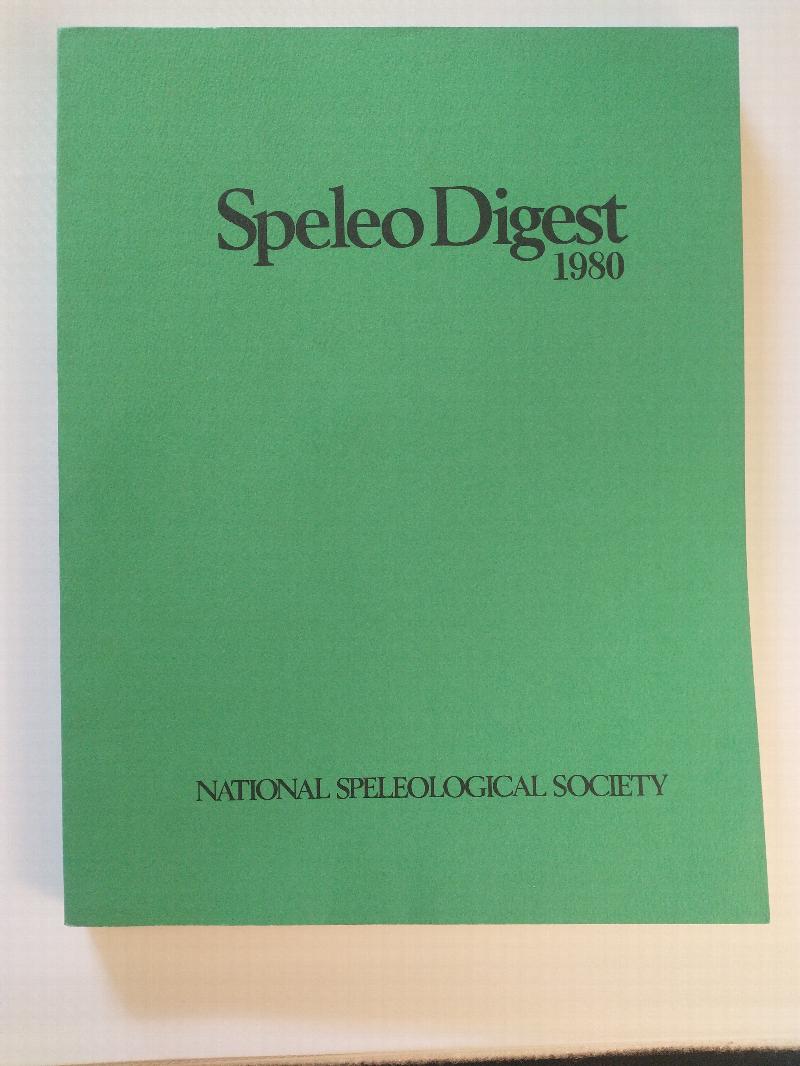 Speleo Digest
1980
NATIONAL SPELEOLOGICAL SOCIETY